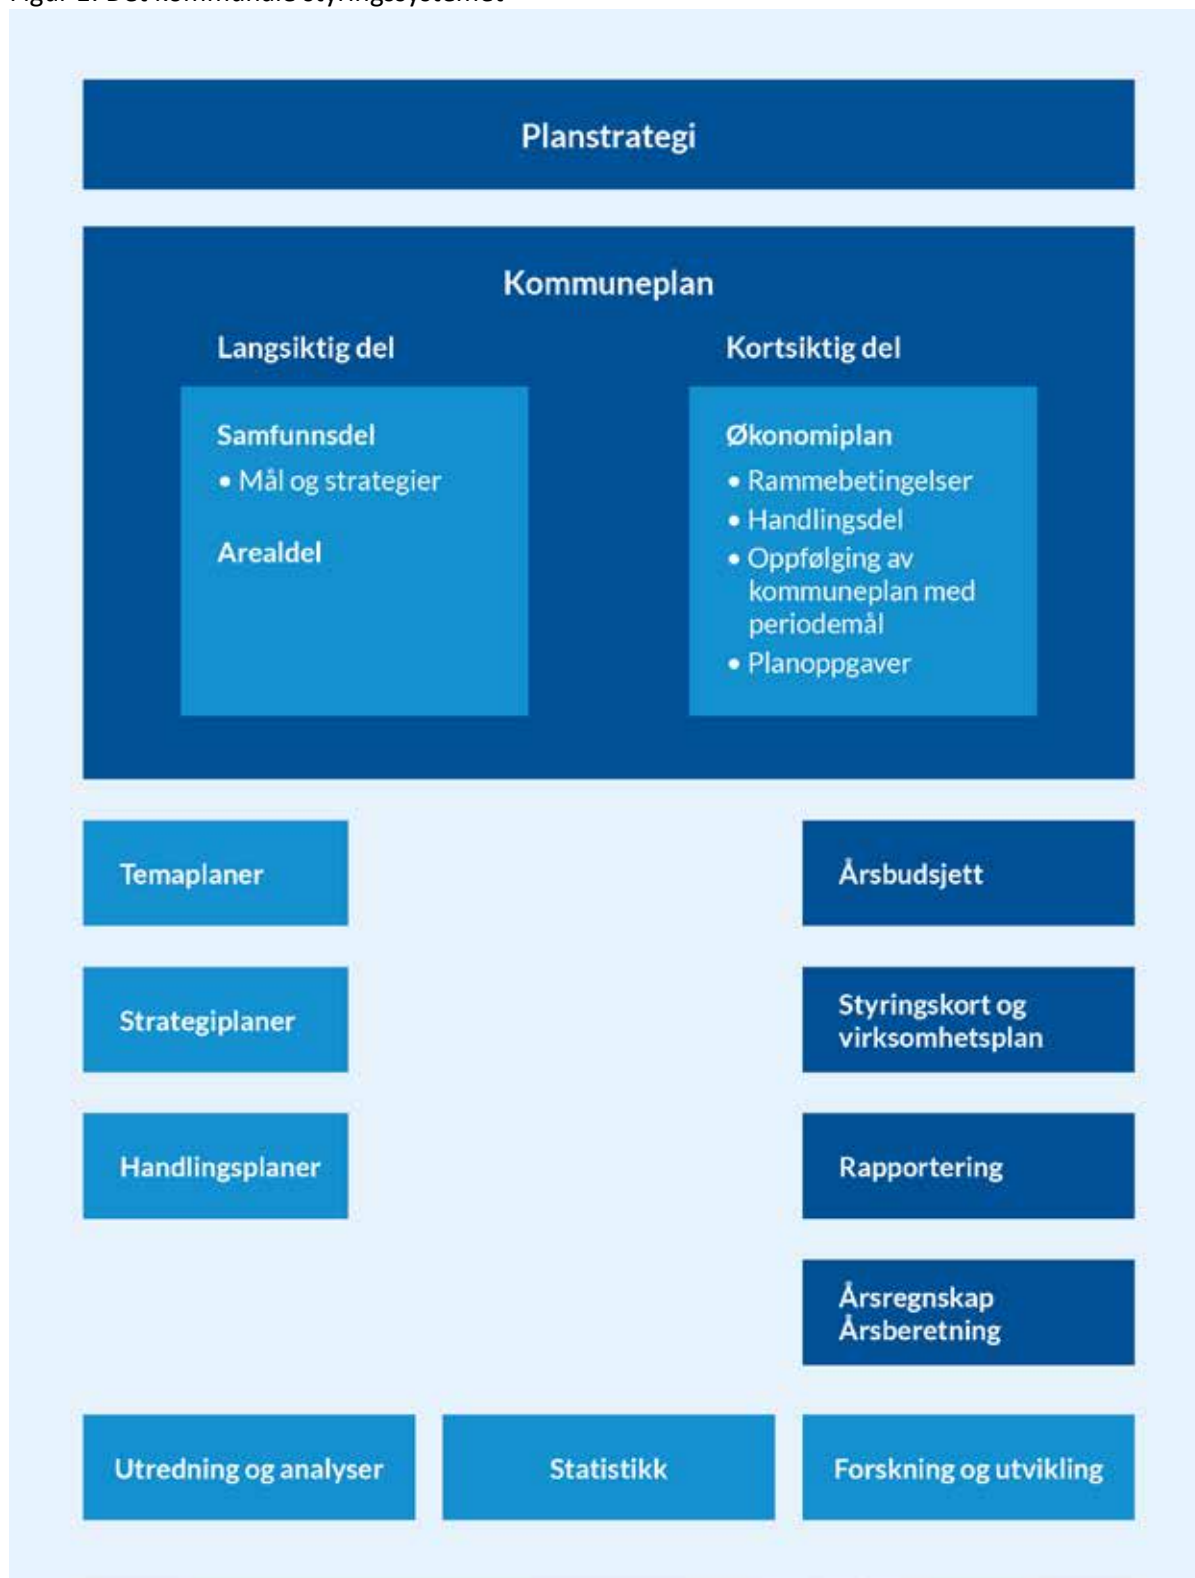 Planstrategi
Kommuneplan
Langsiktig del
Samfunnsdel
• Mål og strategier
Arealdel
Kortsiktig del
Økonomiplan
• Rammebetingelser
• Handlingsdel
• Oppfølging av
kommuneplan med
periodemål
• Planoppgaver
Temaplaner
Strategiplaner
Handlingsplaner
Årsbudsjett
Styringskort og
virksomhetsplan
Rapportering
Årsregnskap
Årsberetning
Utredning og analyser
Statistikk
Forskning og utvikling